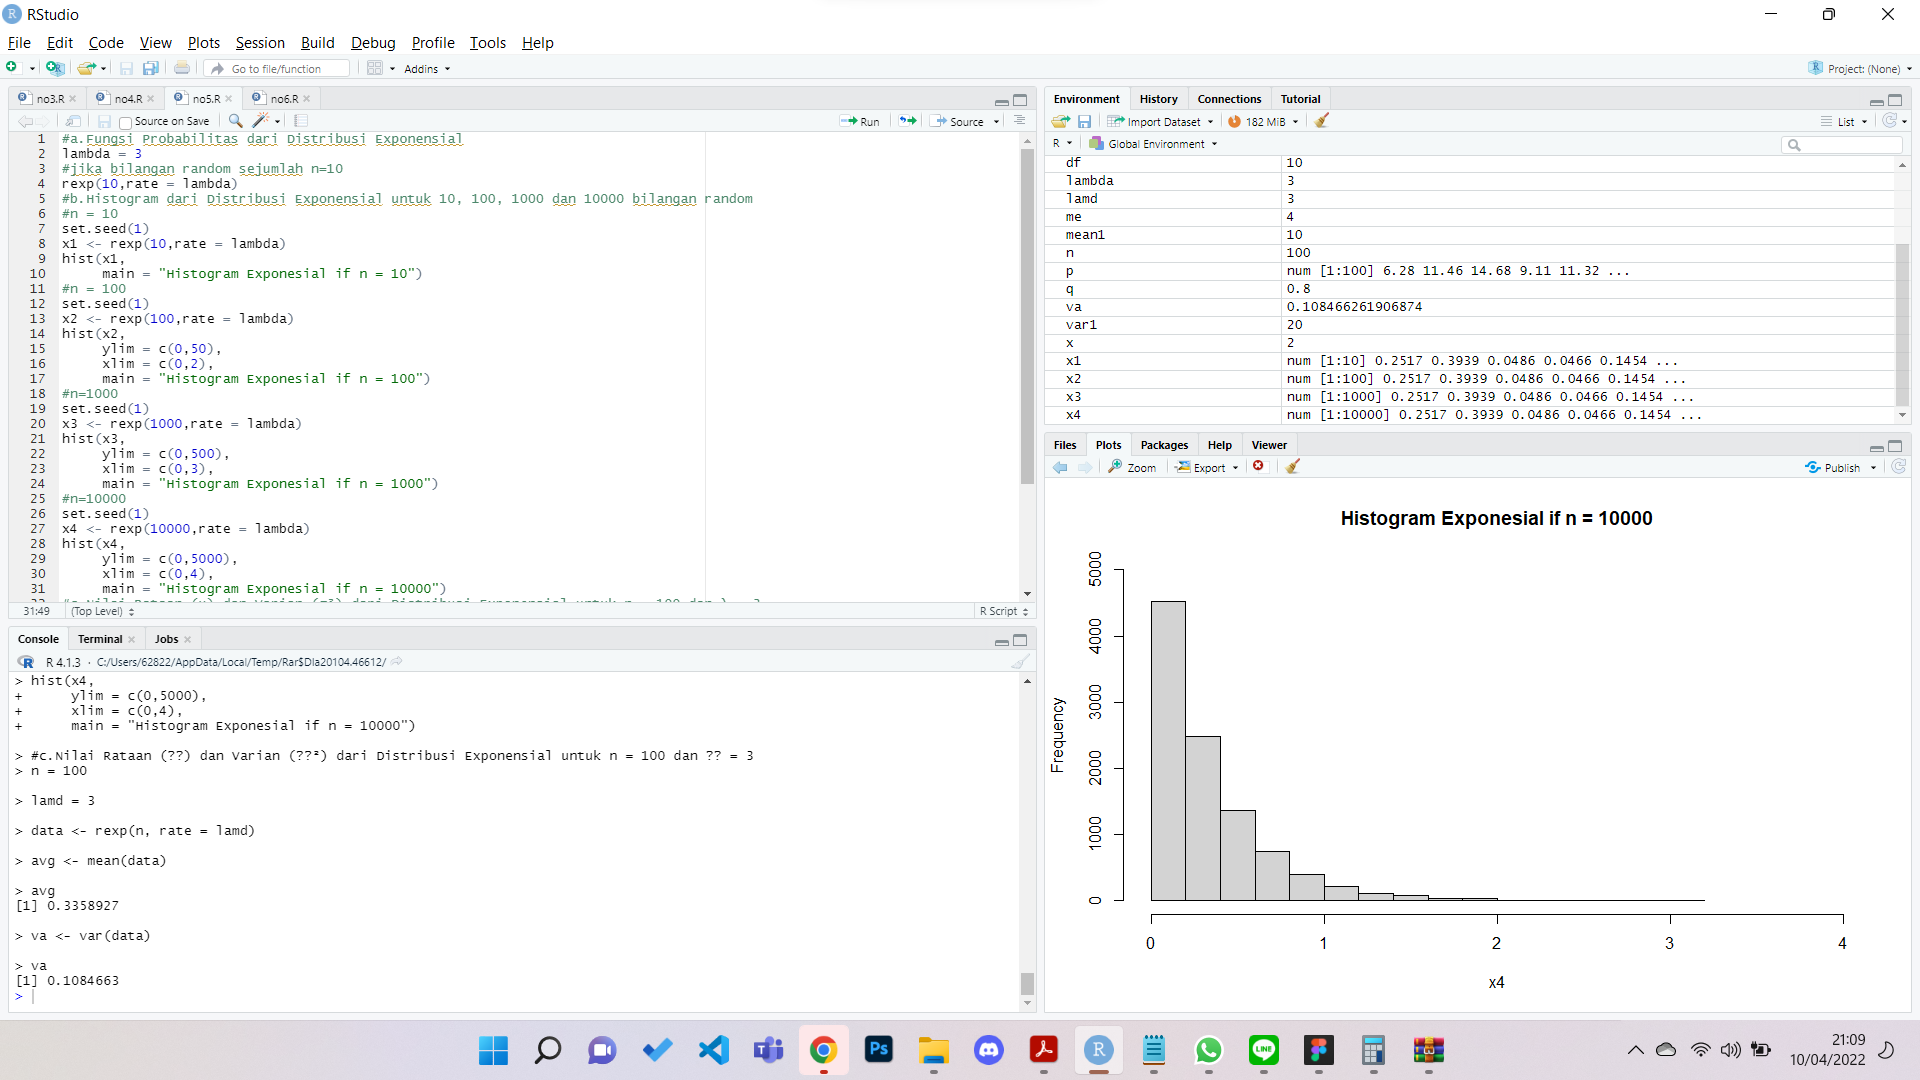 RStudio
File Edit Code View Plots Session Build Debug Profile Tools Help
Go to file/function Addins Project: (None)
no3.R no4.R no5.R no6.R
Source on Save Run Source
1 #a.Fungsi Probabilitas dari Distribusi Exponensial
2 lambda = 3
3 #jika bilangan random sejumlah n=10
4 rexp(10,rate = lambda)
5 #b.Histogram dari Distribusi Exponensial untuk 10, 100, 1000 dan 10000 bilangan random
6 #n = 10
7 set.seed(1)
8 x1 <- rexp(10,rate = lambda)
9 hist(x1,
10 main = "Histogram Exponesial if n = 10")
11 #n = 100
12 set.seed(1)
13 x2 <- rexp(100,rate = lambda)
14 hist(x2,
15 ylim = c(0,50),
16 xlim = c(0,2),
17 main = "Histogram Exponesial if n = 100")
18 #n=1000
19 set.seed(1)
20 x3 <- rexp(1000,rate = lambda)
21 hist(x3,
22 ylim = c(0,500),
23 xlim = c(0,3),
24 main = "Histogram Exponesial if n = 1000")
25 #n=10000
26 set.seed(1)
27 x4 <- rexp(10000,rate = lambda)
28 hist(x4,
29 ylim = c(0,5000),
30 xlim = c(0,4),
31 main = "Histogram Exponesial if n = 10000")
31:49 (Top Level) R Script
Console Terminal Jobs
R 4.1.3 · C:/Users/62822/AppData/Local/Temp/Rar$DIa20104.46612/
> hist(x4,
+ ylim = c(0,5000),
+ xlim = c(0,4),
+ main = "Histogram Exponesial if n = 10000")
> #c.Nilai Rataan (??) dan Varian (??²) dari Distribusi Exponensial untuk n = 100 dan ?? = 3
> n = 100
> lamd = 3
> data <- rexp(n, rate = lamd)
> avg <- mean(data)
> avg
[1] 0.3358927
> va <- var(data)
> va
[1] 0.1084663
>
Environment History Connections Tutorial
Import Dataset 182 MiB List
R Global Environment
df 10
lambda 3
lamd 3
me 4
mean1 10
n 100
p num [1:100] 6.28 11.46 14.68 9.11 11.32 ...
q 0.8
va 0.108466261906874
var1 20
x 2
x1 num [1:10] 0.2517 0.3939 0.0486 0.0466 0.1454 ...
x2 num [1:100] 0.2517 0.3939 0.0486 0.0466 0.1454 ...
x3 num [1:1000] 0.2517 0.3939 0.0486 0.0466 0.1454 ...
x4 num [1:10000] 0.2517 0.3939 0.0486 0.0466 0.1454 ...
Files Plots Packages Help Viewer
Zoom Export Publish
Histogram Exponesial if n = 10000
Frequency
5000
4000
3000
2000
1000
0
0 1 2 3 4
x4
Ps
LINE
21:09
10/04/2022